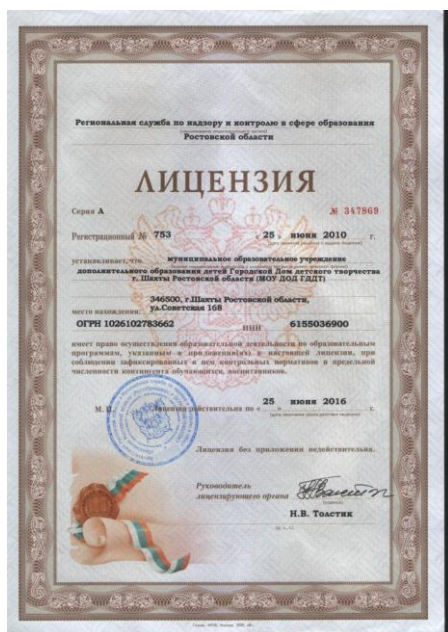 Региональная служба по надзору и контролю в сфере образования
Ростовской области
ЛИЦЕНЗИЯ
Серия А № 347869
Регистрационный № 753 « 25 » июня 2010 г.
устанавливает, что муниципальное образовательное учреждение
дополнительного образования детей Городской Дом детского творчества
г. Шахты Ростовской области (МОУ ДОД ГДДТ)
346500, г.Шахты Ростовской области,
место нахождения: ул.Советская 168
ОГРН 1026102783662 ИНН 6155036900
имеет право осуществления образовательной деятельности по образовательным
программам, указанным в приложении(ях) к настоящей лицензии, при
соблюдении зафиксированных в нем контрольных нормативов и предельной
численности контингента обучающихся, воспитанников.
М. П. Лицензия действительна по « 25 » июня 2016 г.
Лицензия без приложения недействительна.
Руководитель
лицензирующего органа
Н.В. Толстик